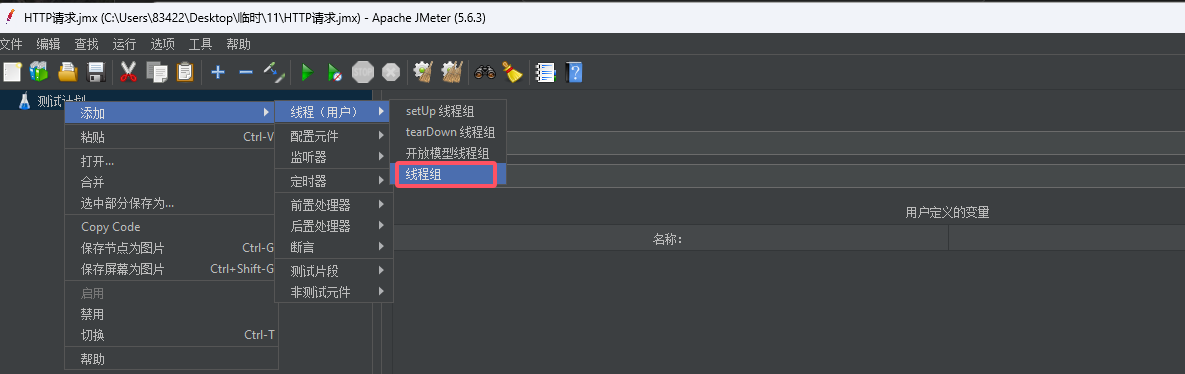 HTTP请求.jmx (C:\Users\83422\Desktop\临时\11\HTTP请求.jmx) - Apache JMeter (5.6.3)
文件 编辑 查找 运行 选项 工具 帮助
STOP
测试计划
添加
粘贴 Ctrl-V
打开...
合并
选中部分保存为...
Copy Code
保存节点为图片 Ctrl-G
保存屏幕为图片 Ctrl+Shift-G
启用
禁用
切换 Ctrl-T
帮助
线程（用户）
配置元件
监听器
定时器
前置处理器
后置处理器
断言
测试片段
非测试元件
setUp 线程组
tearDown 线程组
开放模型线程组
线程组
用户定义的变量
名称: